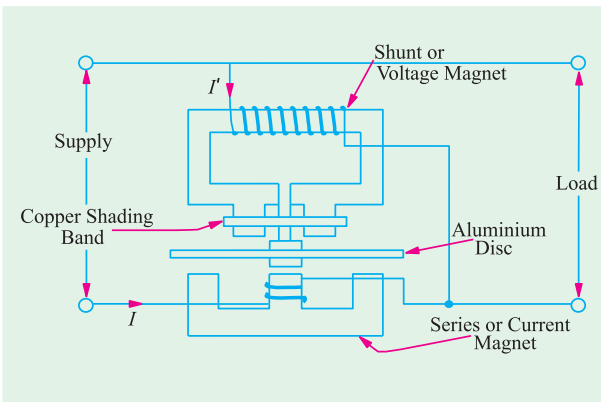 Shunt or
Voltage Magnet
I'
Supply
Load
Copper Shading
Band
Aluminium
Disc
I
Series or Current
Magnet